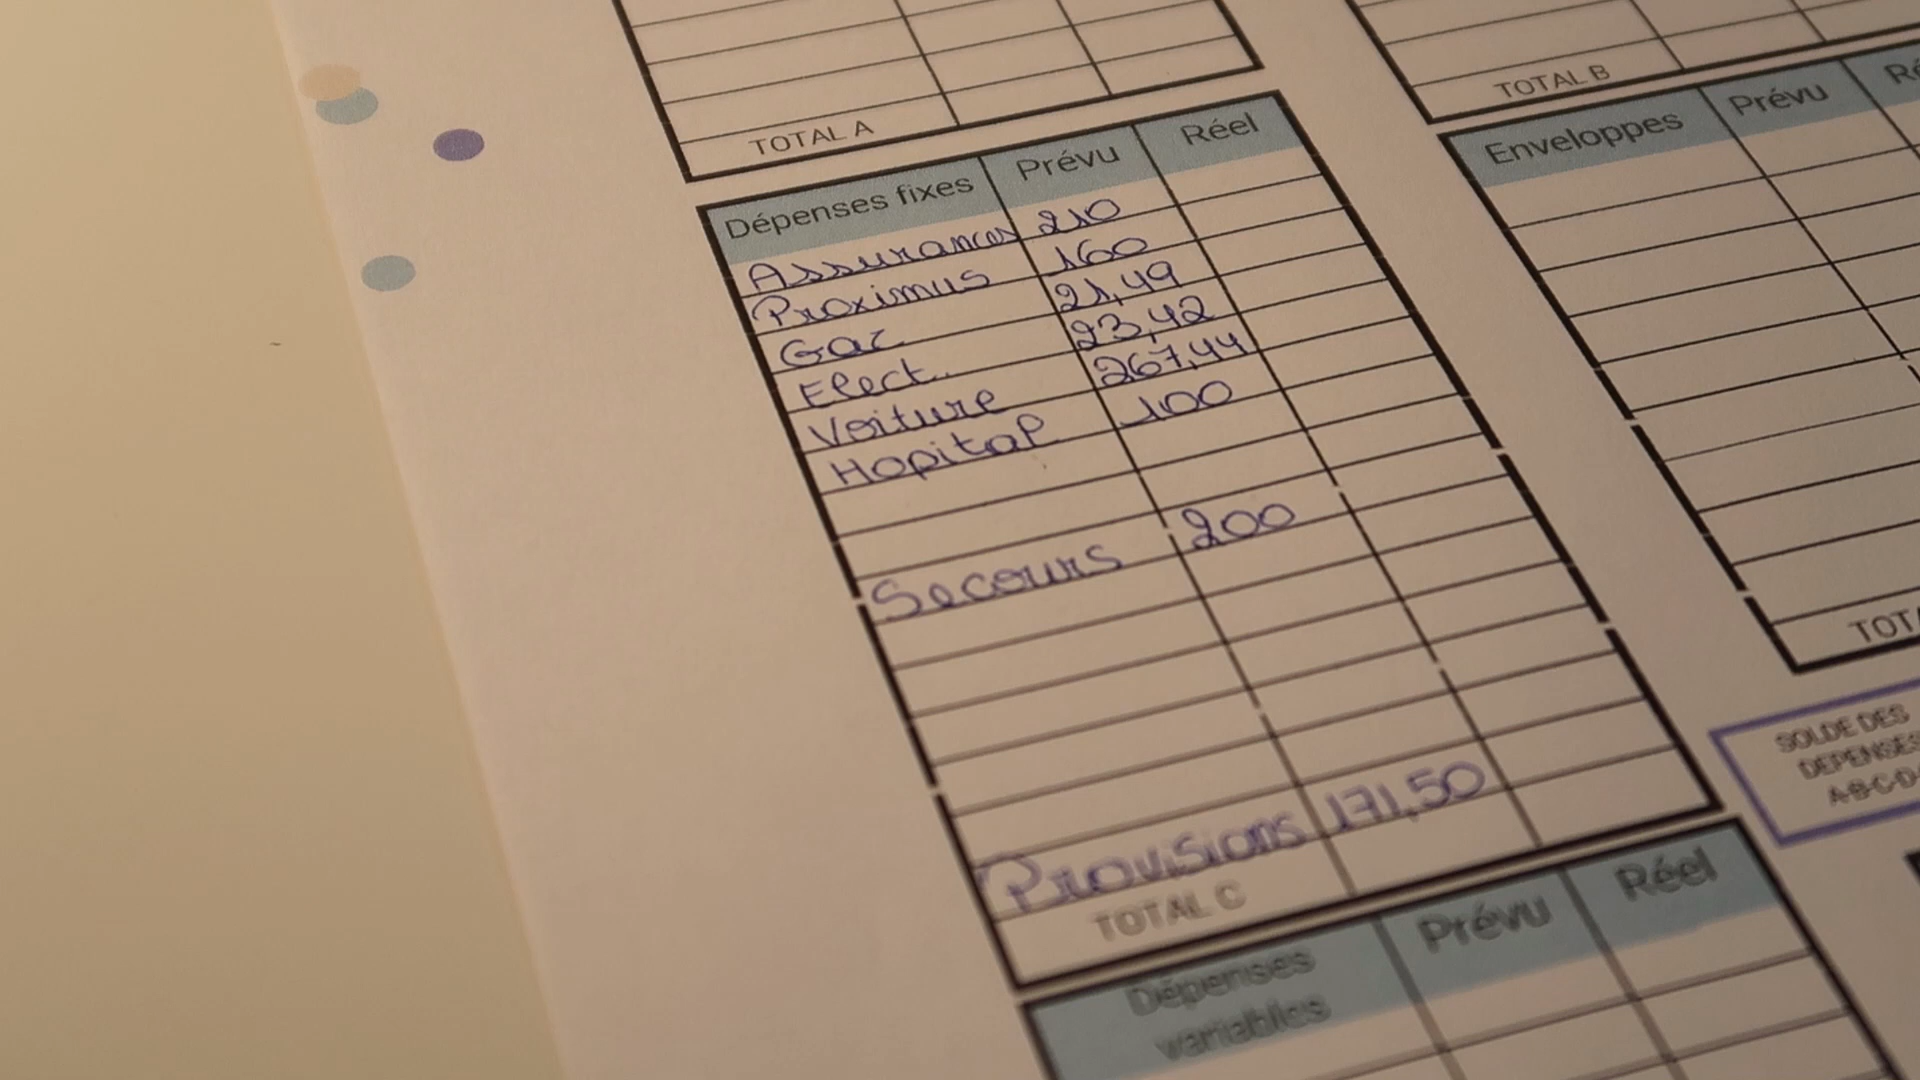 TOTAL A
TOTAL B
Dépenses fixes Prévu Réel
Assurances 210
Proximus 160
Gaz 21,49
Elect. 23,42
Voiture 267,44
Hopital 100
Secours 200
Provisions 171,50
TOTAL C
Enveloppes Prévu
SOLDE DES
DEPENSES
A-B-C-D
Dépenses
variables Prévu Réel